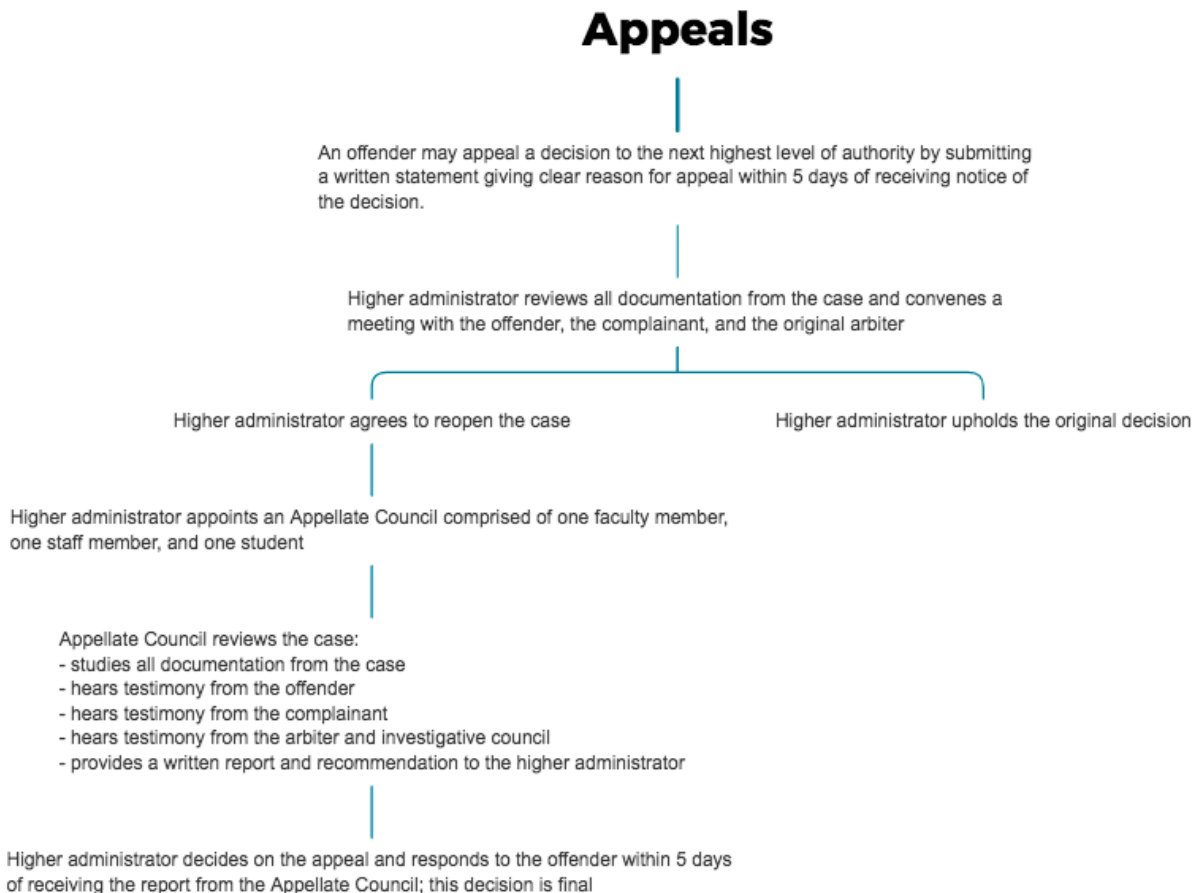 Appeals
An offender may appeal a decision to the next highest level of authority by submitting
a written statement giving clear reason for appeal within 5 days of receiving notice of
the decision.
Higher administrator reviews all documentation from the case and convenes a
meeting with the offender, the complainant, and the original arbiter
Higher administrator agrees to reopen the case
Higher administrator upholds the original decision
Higher administrator appoints an Appellate Council comprised of one faculty member,
one staff member, and one student
Appellate Council reviews the case:
- studies all documentation from the case
- hears testimony from the offender
- hears testimony from the complainant
- hears testimony from the arbiter and investigative council
- provides a written report and recommendation to the higher administrator
Higher administrator decides on the appeal and responds to the offender within 5 days
of receiving the report from the Appellate Council; this decision is final